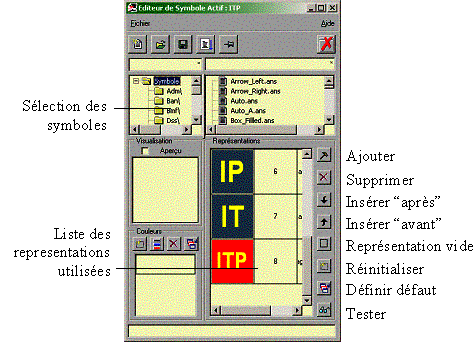 Editeur de Symbole Actif : ITP
Fichier
Aide
Symbole
Adm\
Ban\
Bmf\
Dss\
Arrow_Left.ans
Arrow_Right.ans
Auto.ans
Auto_A.ans
Box_Filled.ans
Sélection des
symboles
Visualisation
Aperçu
Représentations
IP
6
IT
7
ITP
8
Couleurs
Liste des
representations
utilisées
Ajouter
Supprimer
Insérer “après”
Insérer “avant”
Représentation vide
Réinitialiser
Définir défaut
Tester